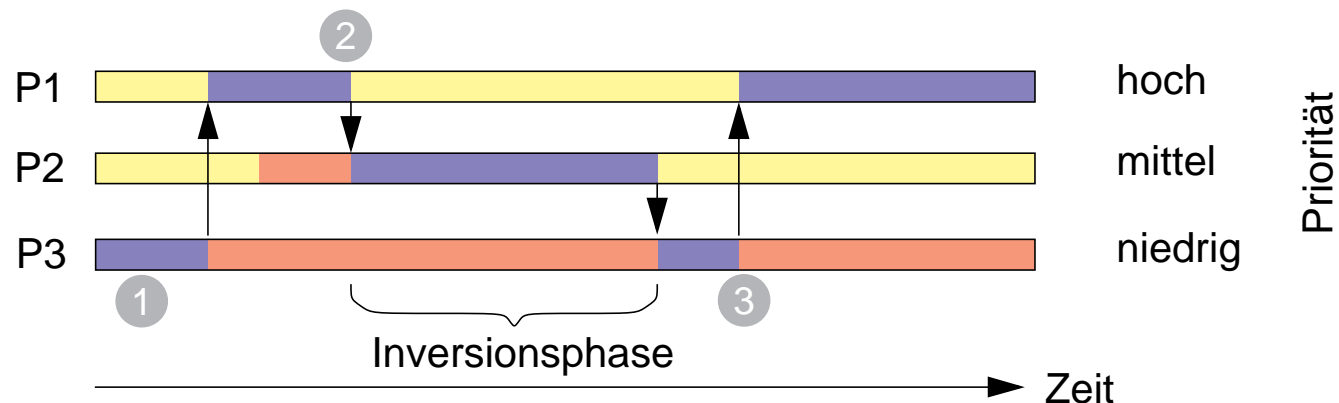 2
P1 hoch
P2 mittel
P3 niedrig
Priorität
1 3
Inversionsphase
Zeit